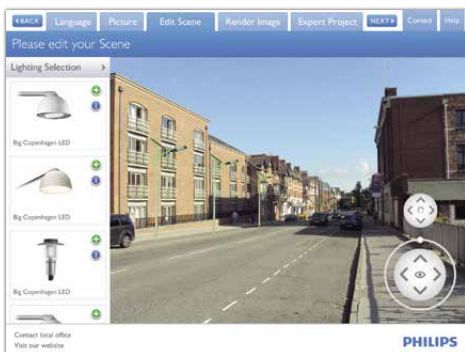 BACK Language Picture Edit Scene Render Image Export Project NEXT Contact Help
Please edit your Scene
Lighting Selection
Big Copenhagen LED
Big Copenhagen LED
Big Copenhagen LED
Contact local office
Visit our website
PHILIPS